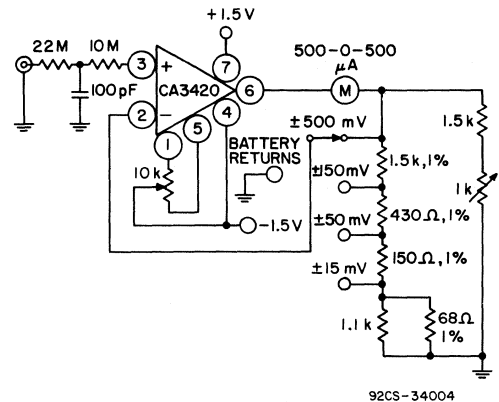 +1.5V
500-0-500
μA
22M
10M
3
+
CA3420
7
6
M
100pF
2
−
4
5
1
±500 mV
1.5k
BATTERY
RETURNS
10k
1.5k,1%
±150mV
1k
430Ω,1%
−1.5V
±50mV
150Ω,1%
±15mV
1.1k
68Ω
1%
92CS-34004